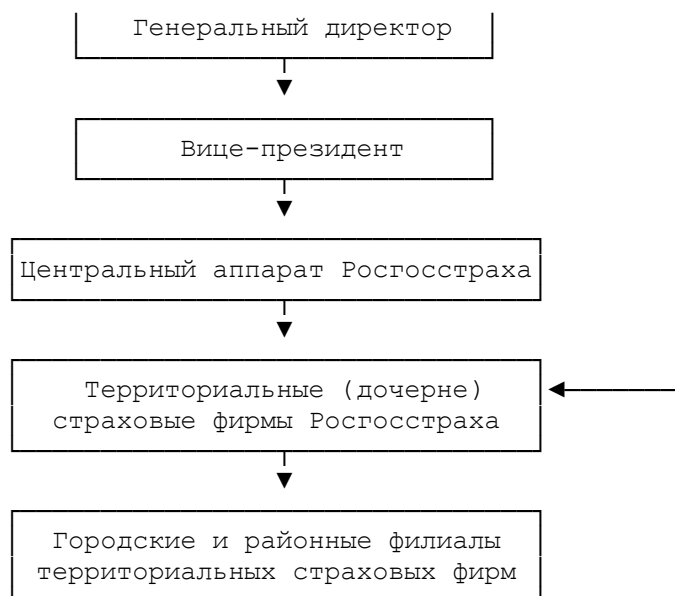 Генеральный директор
Вице-президент
Центральный аппарат Росгосстраха
Территориальные (дочерне)
страховые фирмы Росгосстраха
Городские и районные филиалы
территориальных страховых фирм